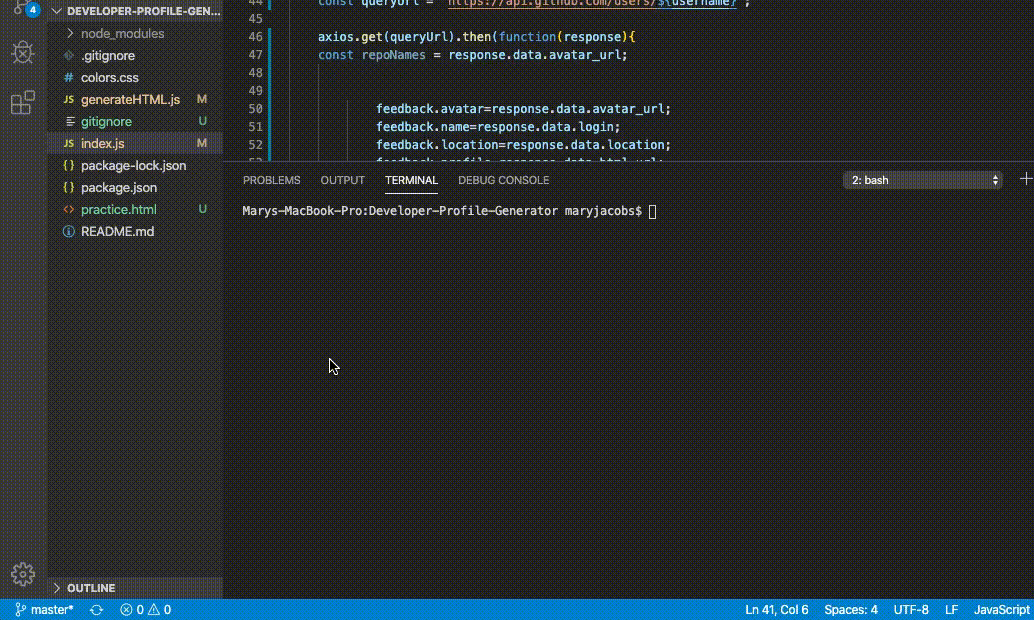 4
DEVELOPER-PROFILE-GEN...
node_modules
.gitignore
# colors.css
JS generateHTML.js M
gitignore U
JS index.js M
{} package-lock.json
{} package.json
<> practice.html U
README.md
OUTLINE
44 const queryUrl = `https://api.github.com/users/${username}`;
45
46 axios.get(queryUrl).then(function(response){
47 const repoNames = response.data.avatar_url;
48
49
50 feedback.avatar=response.data.avatar_url;
51 feedback.name=response.data.login;
52 feedback.location=response.data.location;
53 feedback.profile=response.data.html_url;
PROBLEMS OUTPUT TERMINAL DEBUG CONSOLE 2: bash
Marys-MacBook-Pro:Developer-Profile-Generator maryjacobs$
master* 0 0 Ln 41, Col 6 Spaces: 4 UTF-8 LF JavaScript